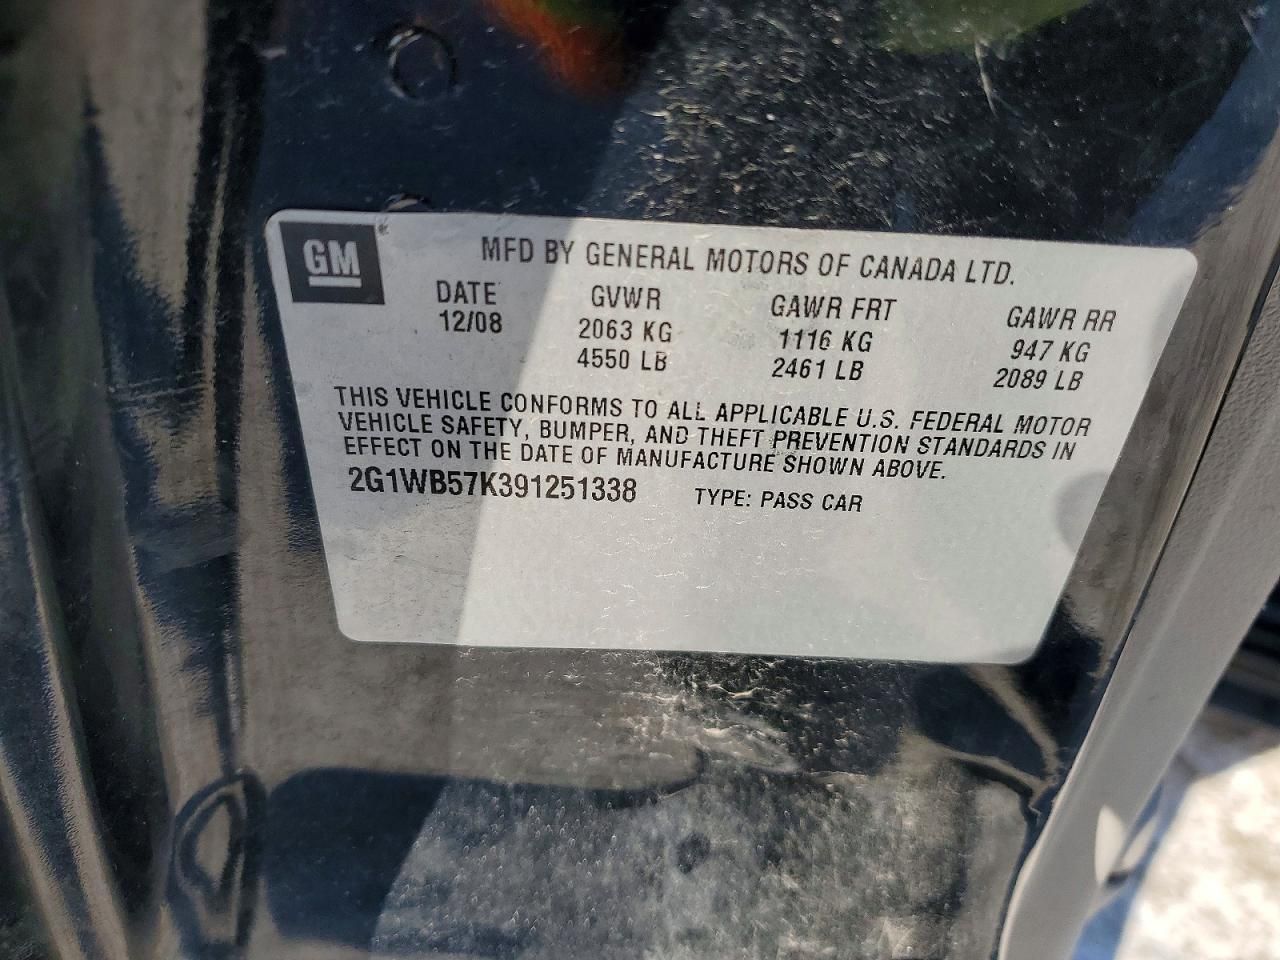 GM
MFD BY GENERAL MOTORS OF CANADA LTD.
DATE GVWR GAWR FRT GAWR RR
12/08 2063 KG 1116 KG 947 KG
4550 LB 2461 LB 2089 LB
THIS VEHICLE CONFORMS TO ALL APPLICABLE U.S. FEDERAL MOTOR
VEHICLE SAFETY, BUMPER, AND THEFT PREVENTION STANDARDS IN
EFFECT ON THE DATE OF MANUFACTURE SHOWN ABOVE.
2G1WB57K391251338 TYPE: PASS CAR